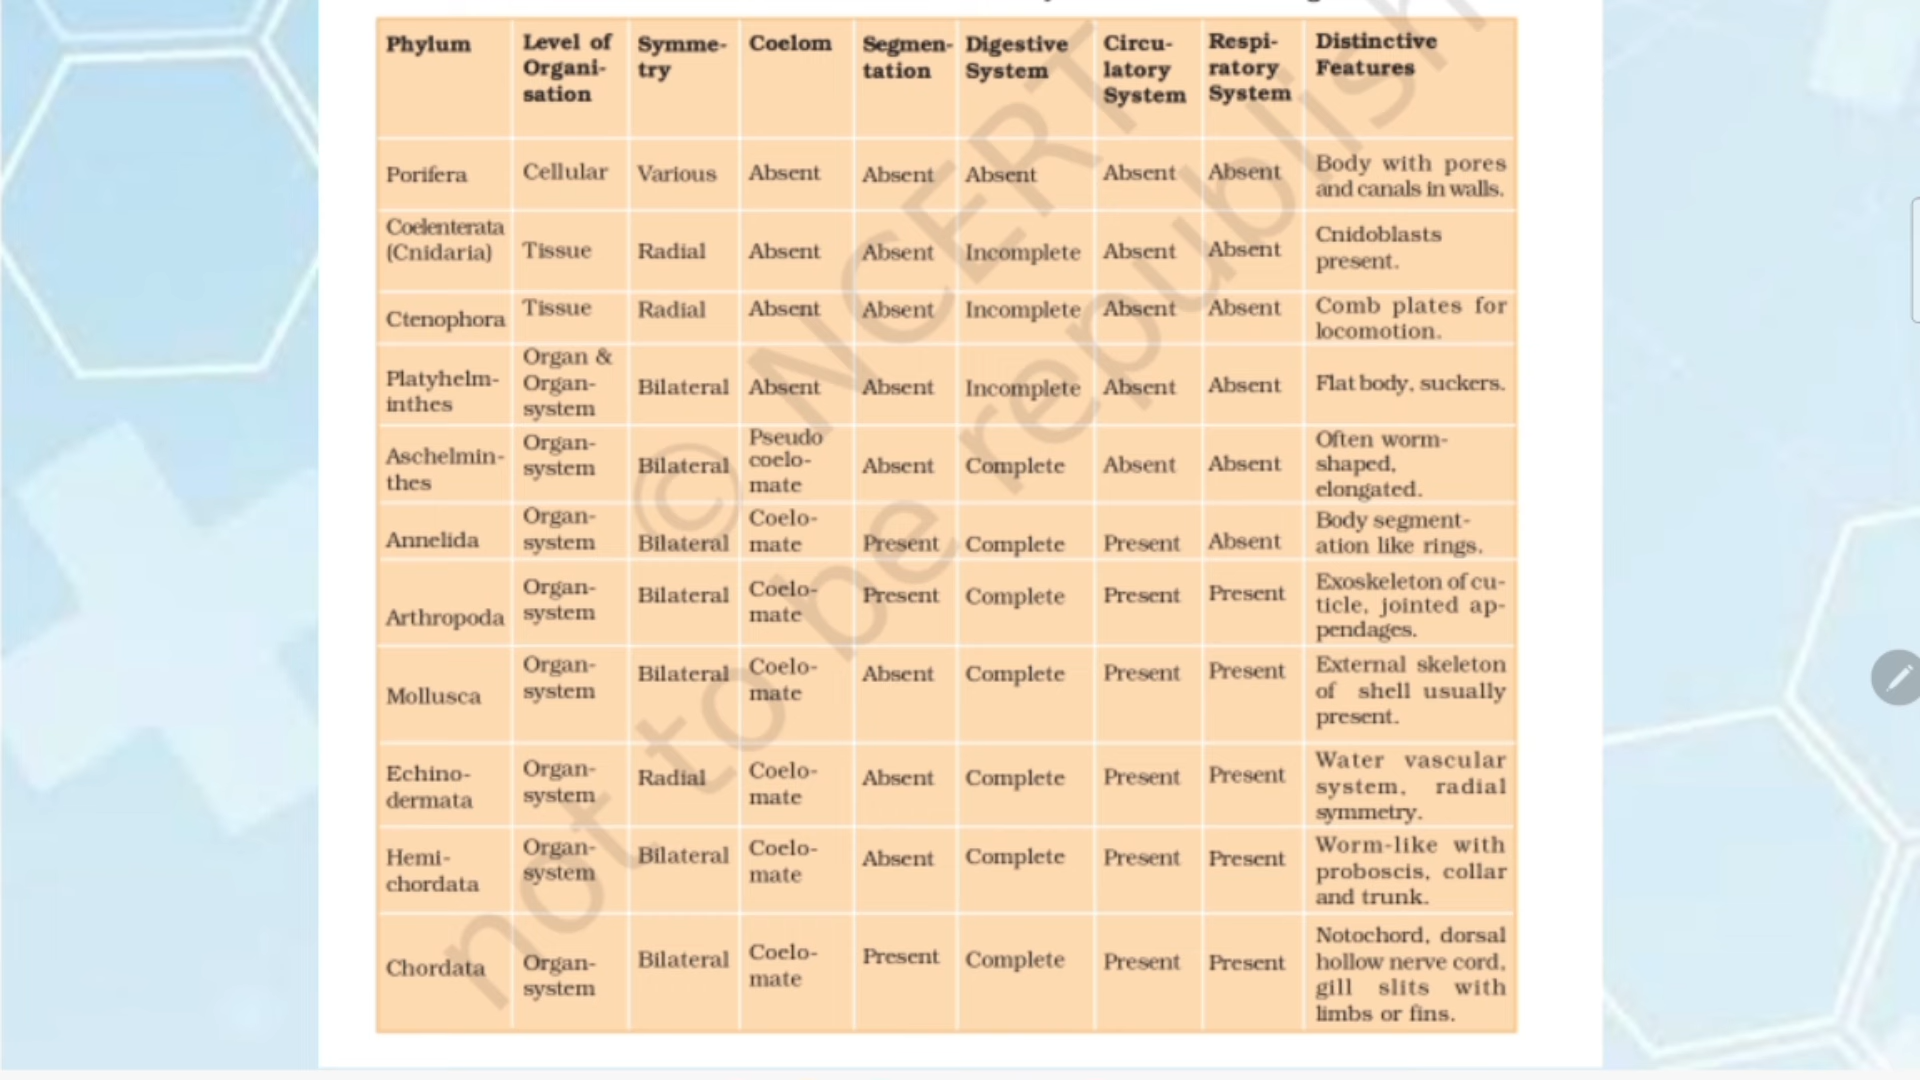 Phylum Level of Organi-sation Symme-try Coelom Segmen-tation Digestive System Circu-latory System Respi-ratory System Distinctive Features
Porifera Cellular Various Absent Absent Absent Absent Absent Body with pores and canals in walls.
Coelenterata (Cnidaria) Tissue Radial Absent Absent Incomplete Absent Absent Cnidoblasts present.
Ctenophora Tissue Radial Absent Absent Incomplete Absent Absent Comb plates for locomotion.
Platyhelm-inthes Organ & Organ-system Bilateral Absent Absent Incomplete Absent Absent Flat body, suckers.
Aschelmin-thes Organ-system Bilateral Pseudo coelo-mate Absent Complete Absent Absent Often worm-shaped, elongated.
Annelida Organ-system Bilateral Coelo-mate Present Complete Present Absent Body segment-ation like rings.
Arthropoda Organ-system Bilateral Coelo-mate Present Complete Present Present Exoskeleton of cu-ticle, jointed ap-pendages.
Mollusca Organ-system Bilateral Coelo-mate Absent Complete Present Present External skeleton of shell usually present.
Echino-dermata Organ-system Radial Coelo-mate Absent Complete Present Present Water vascular system, radial symmetry.
Hemi-chordata Organ-system Bilateral Coelo-mate Absent Complete Present Present Worm-like with proboscis, collar and trunk.
Chordata Organ-system Bilateral Coelo-mate Present Complete Present Present Notochord, dorsal hollow nerve cord, gill slits with limbs or fins.
© NCERT
not to be republish